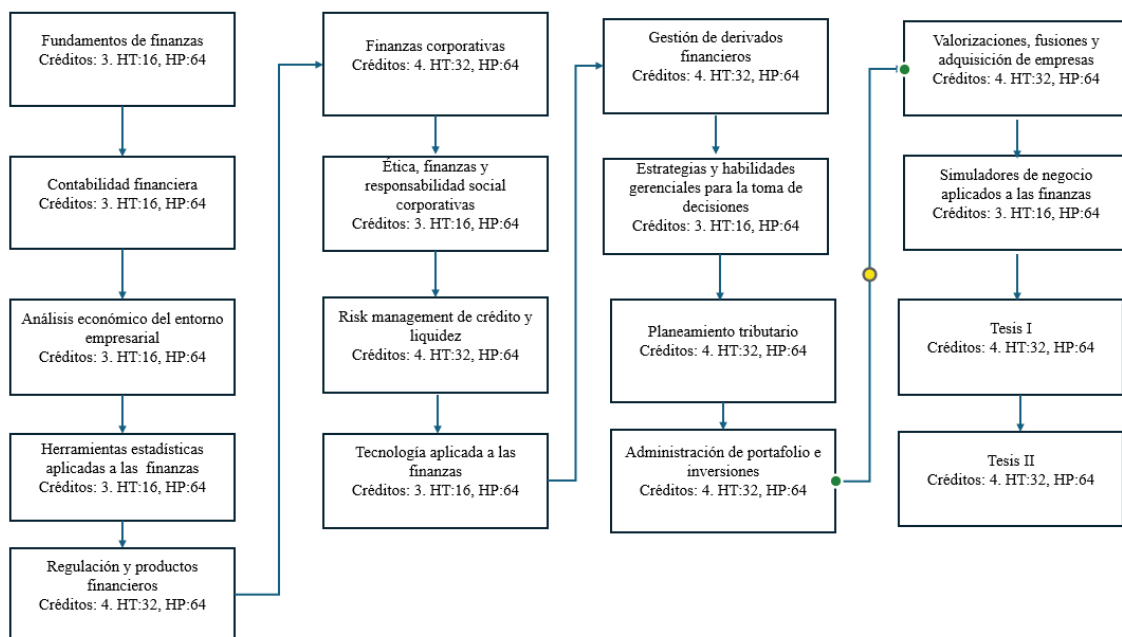 Fundamentos de finanzas
Créditos: 3. HT:16, HP:64
Contabilidad financiera
Créditos: 3. HT:16, HP:64
Análisis económico del entorno
empresarial
Créditos: 3. HT:16, HP:64
Herramientas estadísticas
aplicadas a las finanzas
Créditos: 3. HT:16, HP:64
Regulación y productos
financieros
Créditos: 4. HT:32, HP:64
Finanzas corporativas
Créditos: 4. HT:32, HP:64
Ética, finanzas y
responsabilidad social
corporativas
Créditos: 3. HT:16, HP:64
Risk management de crédito y
liquidez
Créditos: 4. HT:32, HP:64
Tecnología aplicada a las
finanzas
Créditos: 3. HT:16, HP:64
Gestión de derivados
financieros
Créditos: 4. HT:32, HP:64
Estrategias y habilidades
gerenciales para la toma de
decisiones
Créditos: 3. HT:16, HP:64
Planeamiento tributario
Créditos: 4. HT:32, HP:64
Administración de portafolio e
inversiones
Créditos: 4. HT:32, HP:64
Valorizaciones, fusiones y
adquisición de empresas
Créditos: 4. HT:32, HP:64
Simuladores de negocio
aplicados a las finanzas
Créditos: 3. HT:16, HP:64
Tesis I
Créditos: 4. HT:32, HP:64
Tesis II
Créditos: 4. HT:32, HP:64